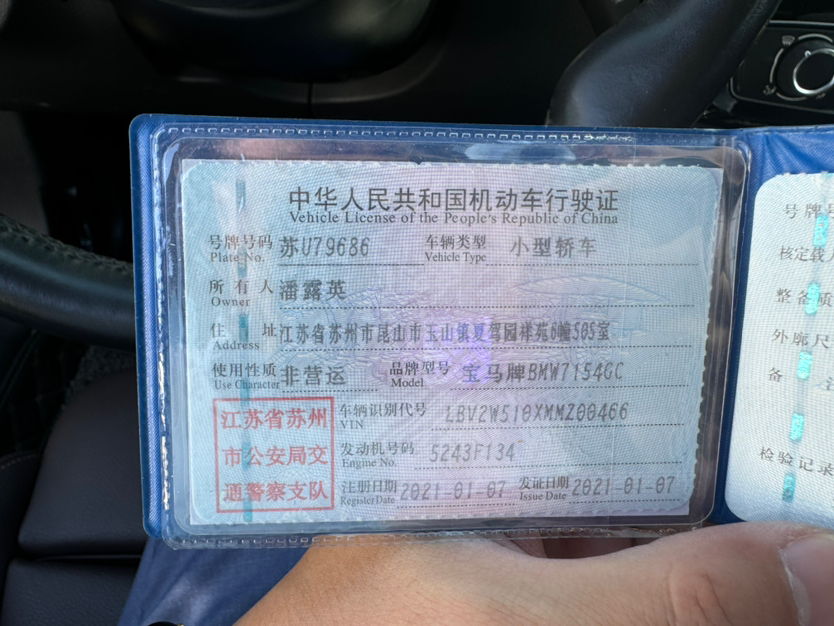 中华人民共和国机动车行驶证
Vehicle License of the People's Republic of China
号牌号码 苏U79686 车辆类型 小型轿车
Plate No. Vehicle Type
所有人 潘露英
Owner
住址 江苏省苏州市昆山市玉山镇夏驾园祥苑6幢505室
Address
使用性质 非营运 品牌型号 宝马牌BMW7154GC
Use Character Model
江苏省苏州
市公安局交
通警察支队
车辆识别代号 LBV2W510XMMZ00466
VIN
发动机号码 5243F134
Engine No.
注册日期 2021-01-07 发证日期 2021-01-07
Register Date Issue Date
号牌号
核定载人
整备质
外廓尺
备
检验记录